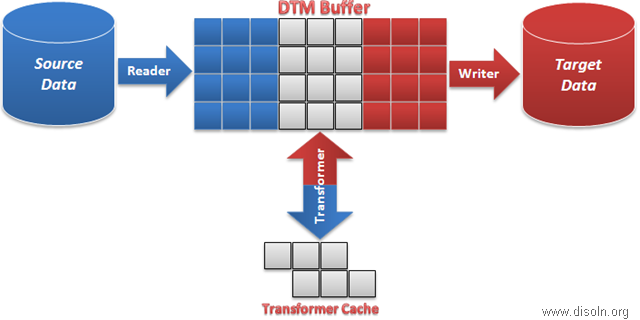 DTM Buffer
Source
Data
Reader
Writer
Target
Data
Transformer
Transformer Cache
www.disoln.org